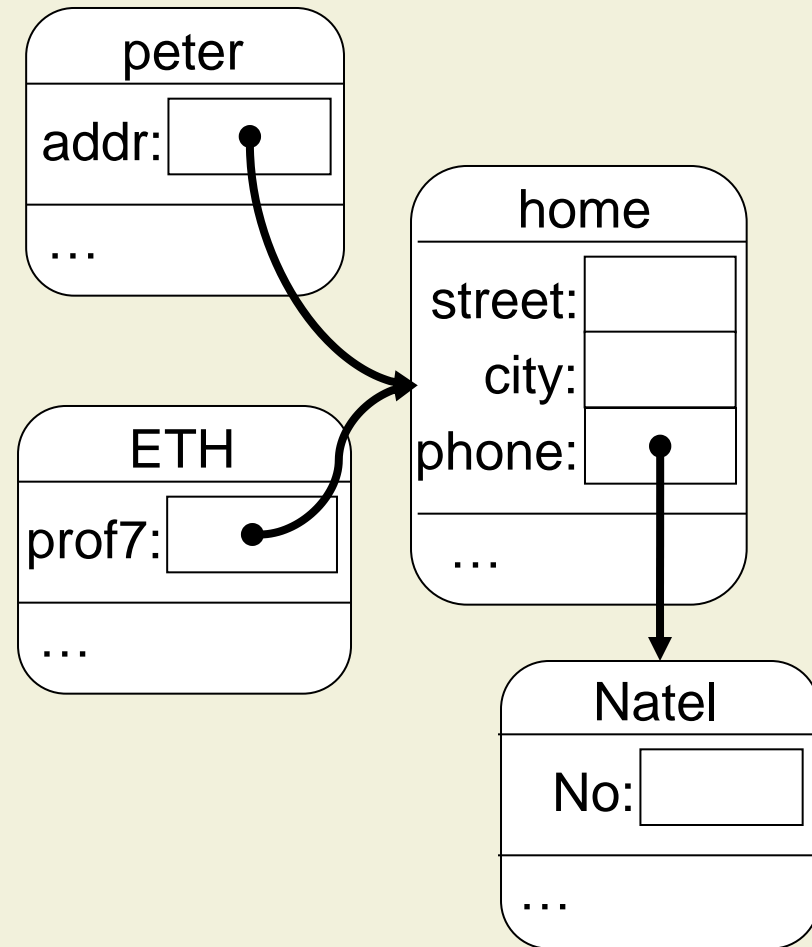 peter
addr:
…
home
street:
city:
phone:
…
ETH
prof7:
…
Natel
No:
…